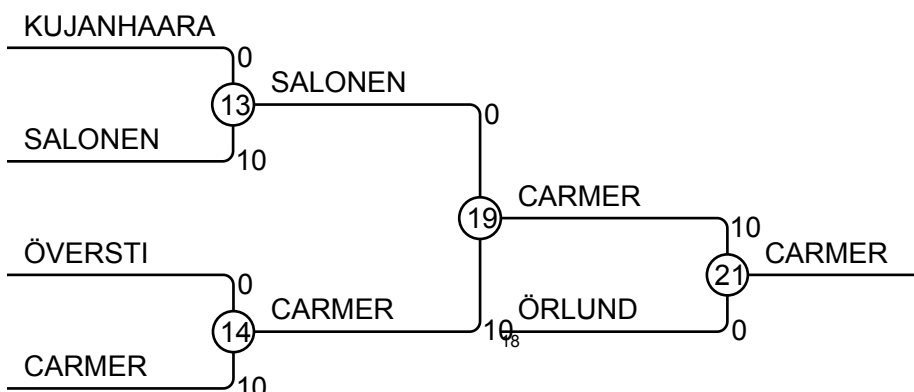 KUJANHAARA
0
13
SALONEN
0
SALONEN
10
19
CARMER
10
ÖVERSTI
0
14
CARMER
10
18
ÖRLUND
0
21
CARMER
CARMER
10